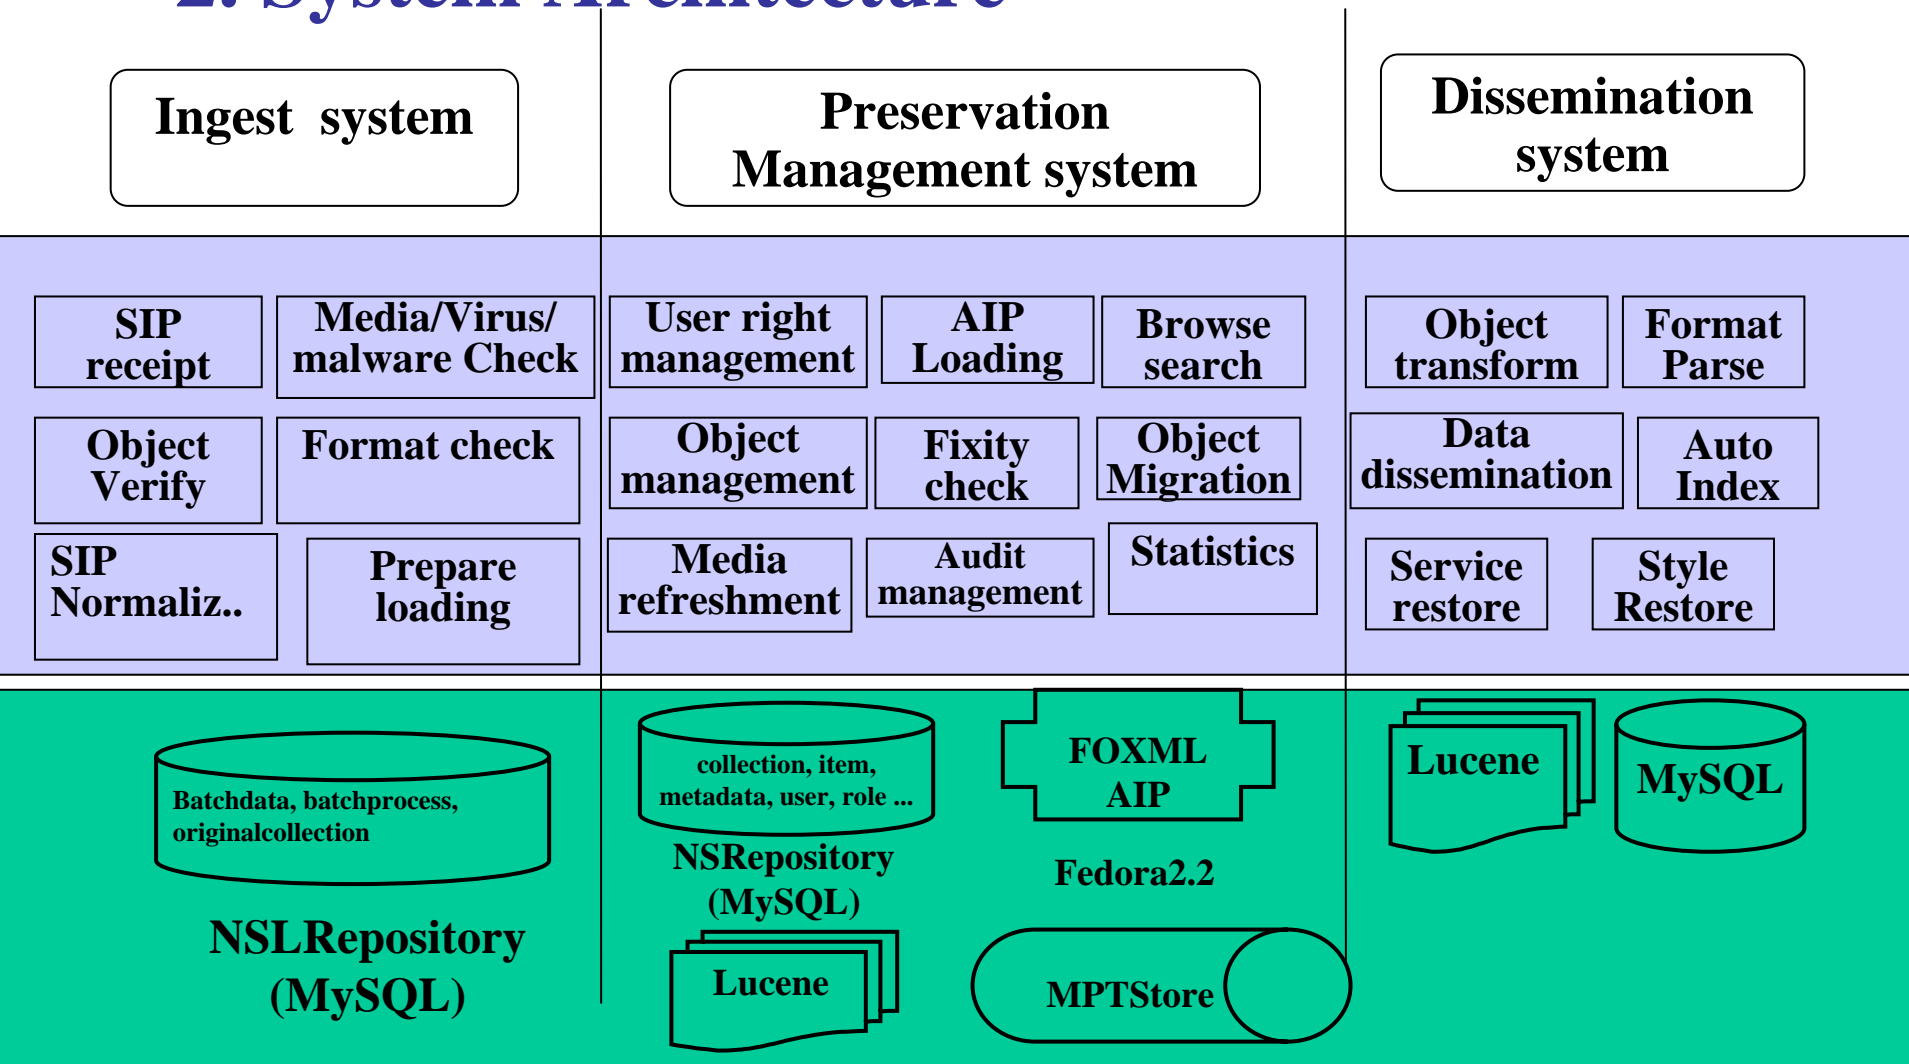 2. System Architecture
Ingest system
Preservation
Management system
Dissemination
system
SIP
receipt
Media/Virus/
malware Check
User right
management
AIP
Loading
Browse
search
Object
transform
Format
Parse
Object
Verify
Format check
Object
management
Fixity
check
Object
Migration
Data
dissemination
Auto
Index
SIP
Normaliz..
Prepare
loading
Media
refreshment
Audit
management
Statistics
Service
restore
Style
Restore
Batchdata, batchprocess,
originalcollection
NSLRepository
(MySQL)
collection, item,
metadata, user, role ...
NSRepository
(MySQL)
Lucene
FOXML
AIP
Fedora2.2
MPTStore
Lucene
MySQL